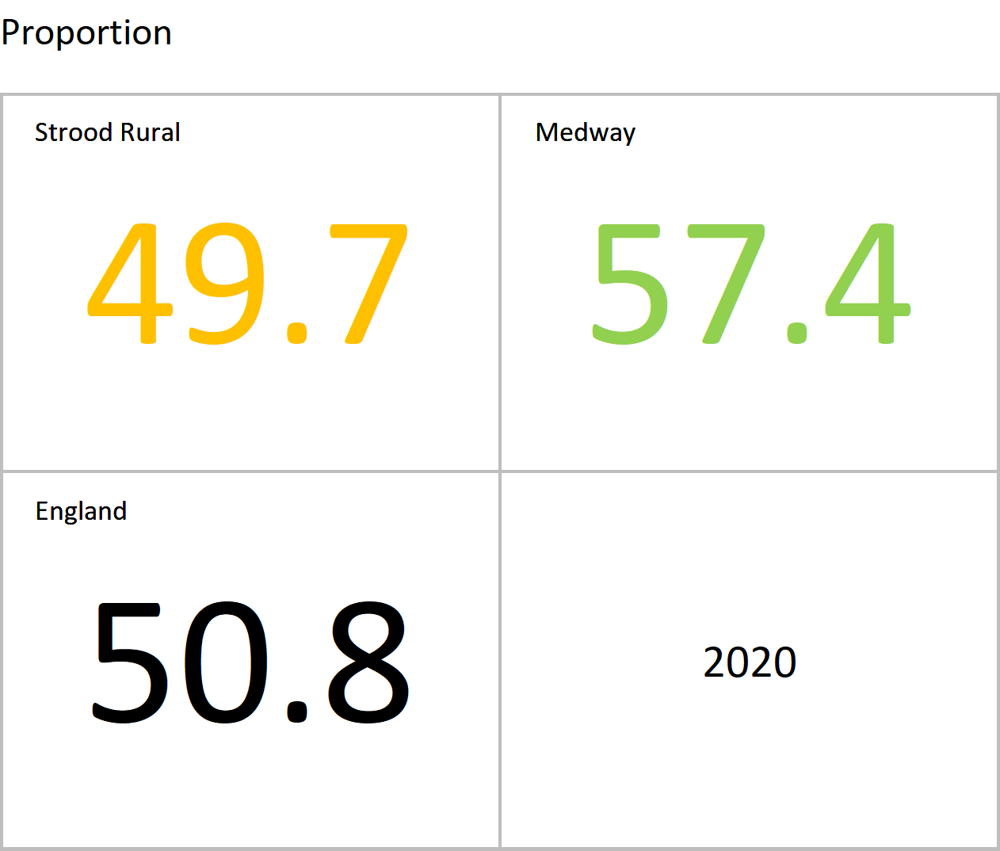 Proportion
Strood Rural
49.7
Medway
57.4
England
50.8
2020